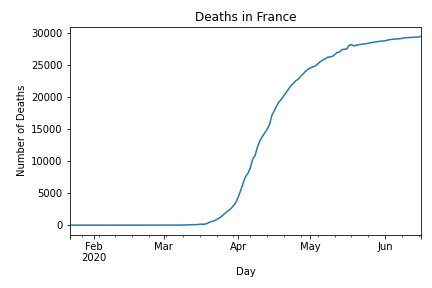 Deaths in France
Number of Deaths
30000
25000
20000
15000
10000
5000
0
Feb
2020
Mar
Apr
May
Jun
Day